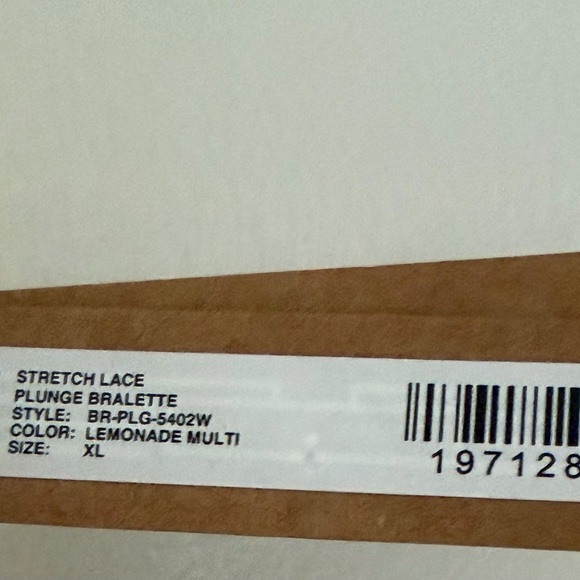 STRETCH LACE
PLUNGE BRALETTE
STYLE: BR-PLG-5402W
COLOR: LEMONADE MULTI
SIZE: XL
197128